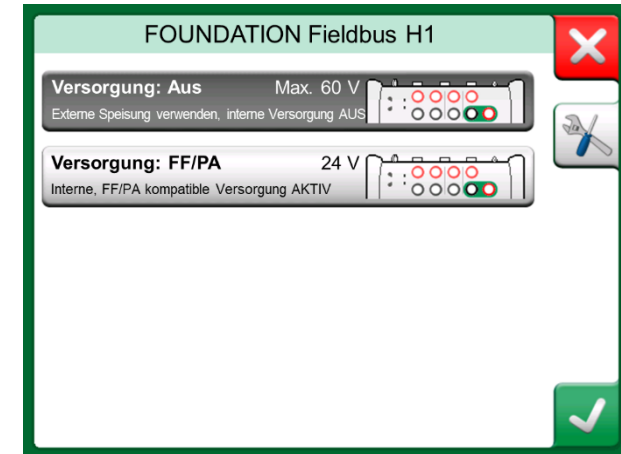 FOUNDATION Fieldbus H1
Versorgung: Aus Max. 60 V
Externe Speisung verwenden, interne Versorgung AUS
Versorgung: FF/PA 24 V
Interne, FF/PA kompatible Versorgung AKTIV